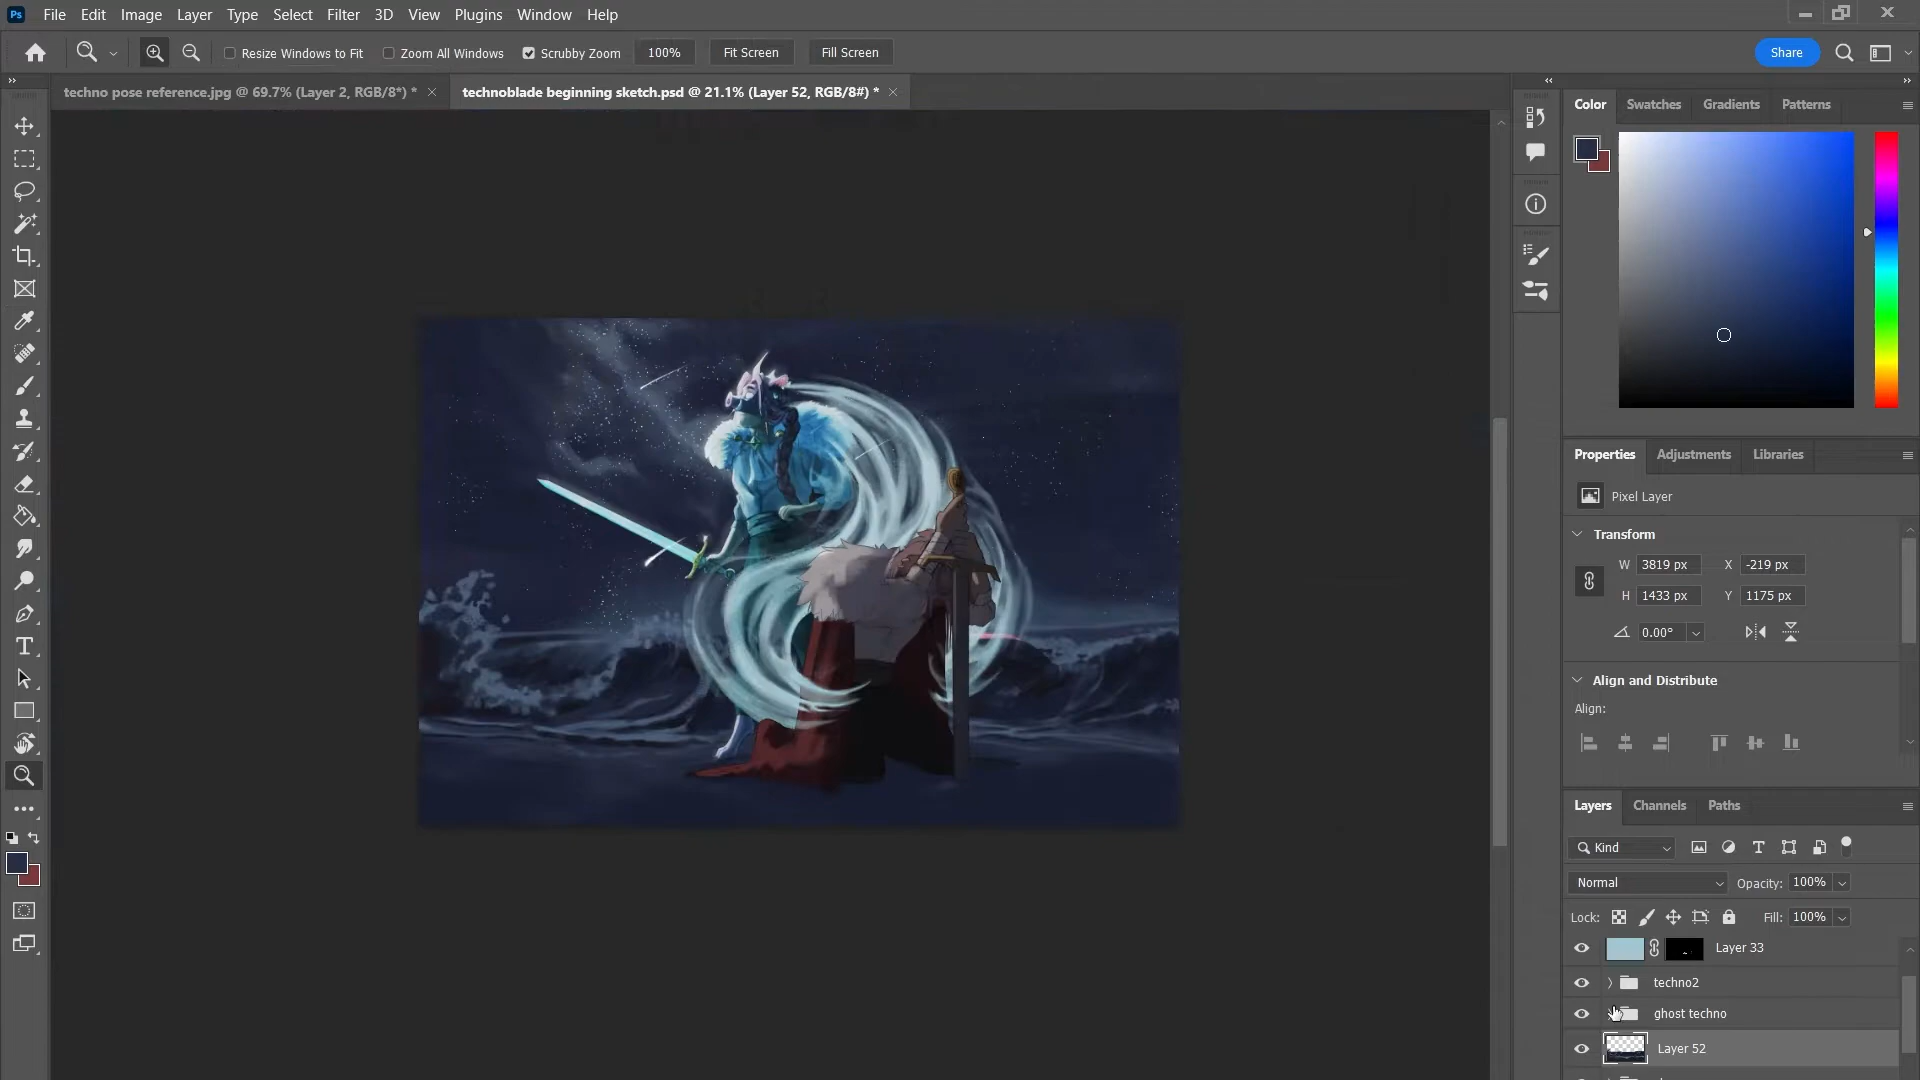 Ps File Edit Image Layer Type Select Filter 3D View Plugins Window Help
Resize Windows to Fit Zoom All Windows Scrubby Zoom 100% Fit Screen Fill Screen Share
techno pose reference.jpg @ 69.7% (Layer 2, RGB/8*) * technoblade beginning sketch.psd @ 21.1% (Layer 52, RGB/8#) *
Color Swatches Gradients Patterns
Properties Adjustments Libraries
Pixel Layer
Transform
W 3819 px X -219 px
H 1433 px Y 1175 px
0.00°
Align and Distribute
Align:
Layers Channels Paths
Kind
Normal Opacity: 100%
Lock: Fill: 100%
Layer 33
techno2
ghost techno
Layer 52